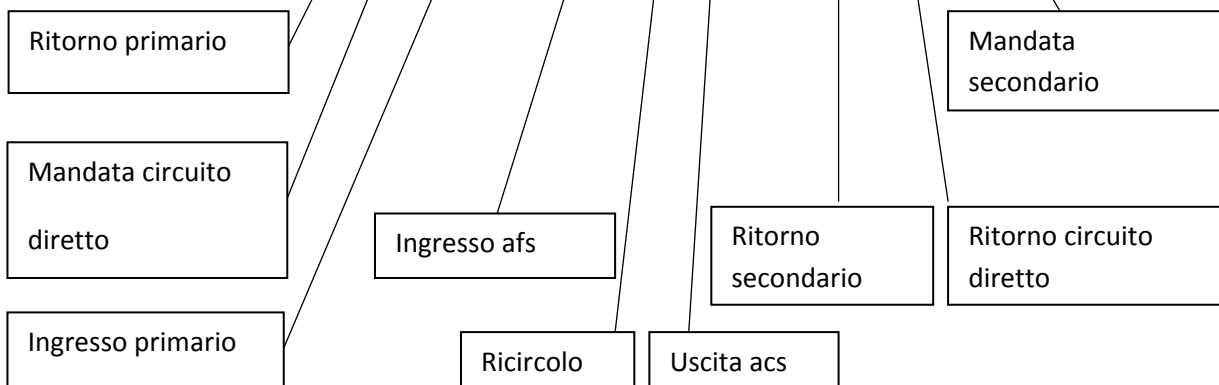 Ritorno primario
Mandata
secondario
Mandata circuito
diretto
Ingresso afs
Ritorno
secondario
Ritorno circuito
diretto
Ingresso primario
Ricircolo
Uscita acs